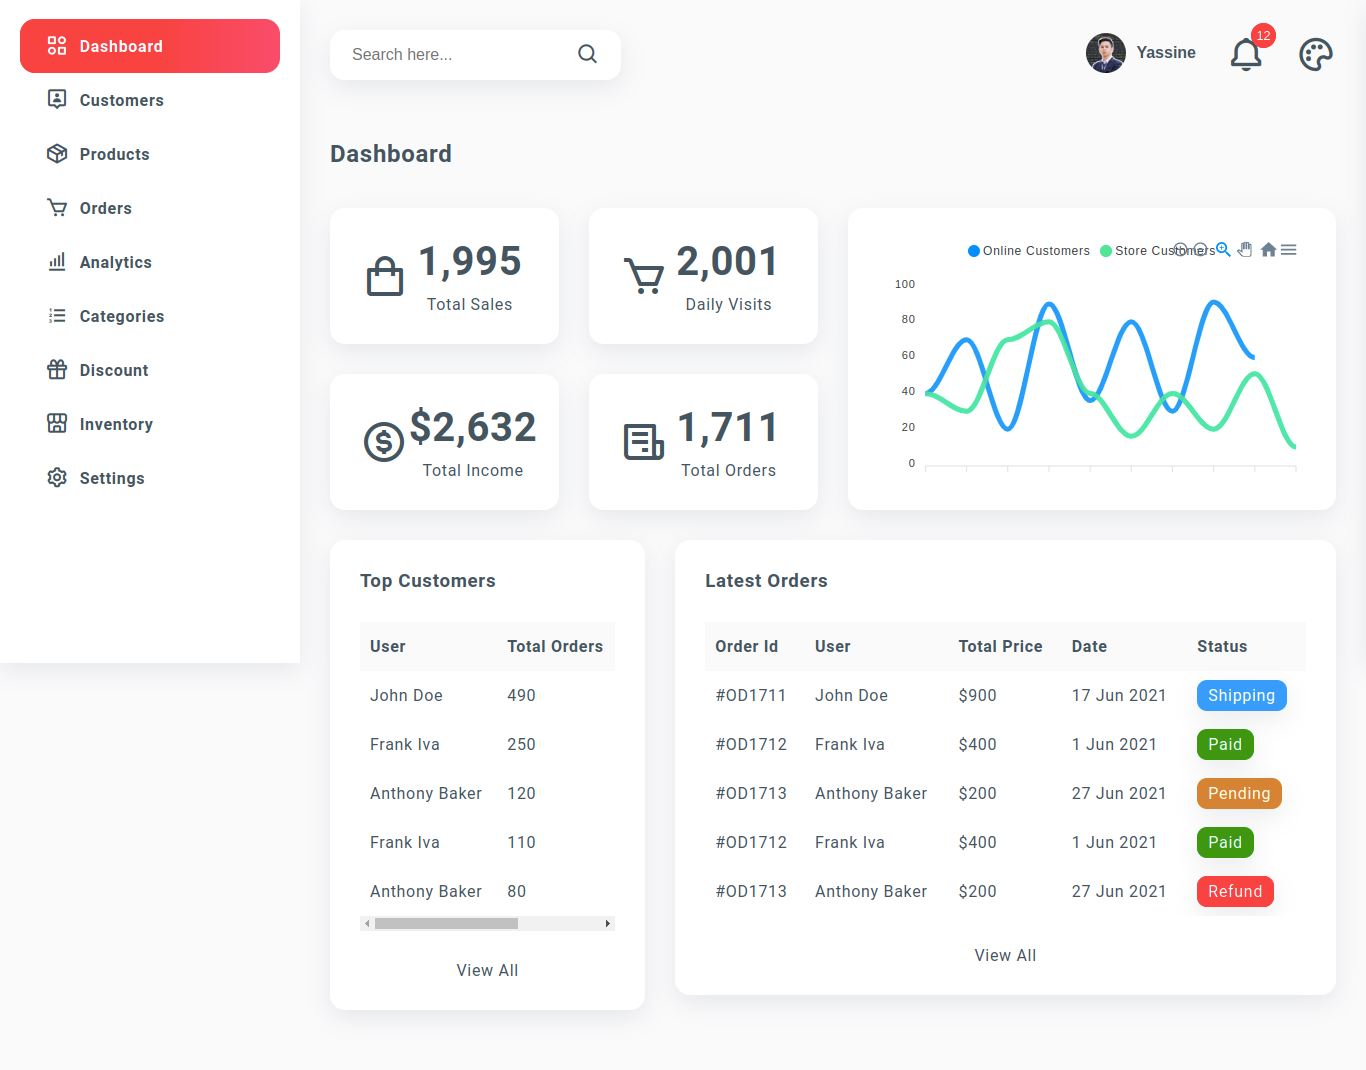 Dashboard
Customers
Products
Orders
Analytics
Categories
Discount
Inventory
Settings
Search here...
Yassine
12
Dashboard
1,995
Total Sales
2,001
Daily Visits
$2,632
Total Income
1,711
Total Orders
Online Customers Store Customers
100
80
60
40
20
0
Top Customers
User Total Orders
John Doe 490
Frank Iva 250
Anthony Baker 120
Frank Iva 110
Anthony Baker 80
View All
Latest Orders
Order Id User Total Price Date Status
#OD1711 John Doe $900 17 Jun 2021 Shipping
#OD1712 Frank Iva $400 1 Jun 2021 Paid
#OD1713 Anthony Baker $200 27 Jun 2021 Pending
#OD1712 Frank Iva $400 1 Jun 2021 Paid
#OD1713 Anthony Baker $200 27 Jun 2021 Refund
View All